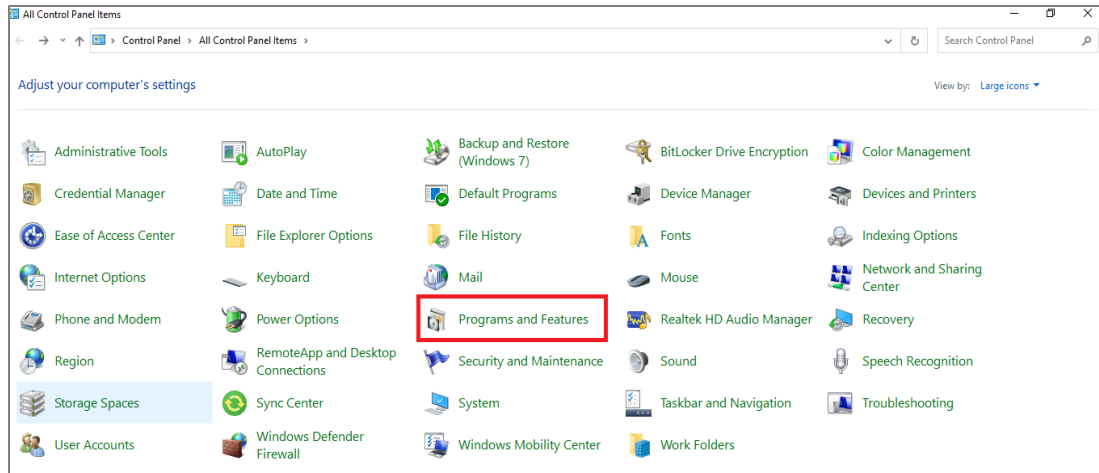 All Control Panel Items
Control Panel > All Control Panel Items >
Search Control Panel
Adjust your computer's settings
View by: Large icons
Administrative Tools
AutoPlay
Backup and Restore
(Windows 7)
BitLocker Drive Encryption
Color Management
Credential Manager
Date and Time
Default Programs
Device Manager
Devices and Printers
Ease of Access Center
File Explorer Options
File History
Fonts
Indexing Options
Internet Options
Keyboard
Mail
Mouse
Network and Sharing
Center
Phone and Modem
Power Options
Programs and Features
Realtek HD Audio Manager
Recovery
Region
RemoteApp and Desktop
Connections
Security and Maintenance
Sound
Speech Recognition
Storage Spaces
Sync Center
System
Taskbar and Navigation
Troubleshooting
User Accounts
Windows Defender
Firewall
Windows Mobility Center
Work Folders